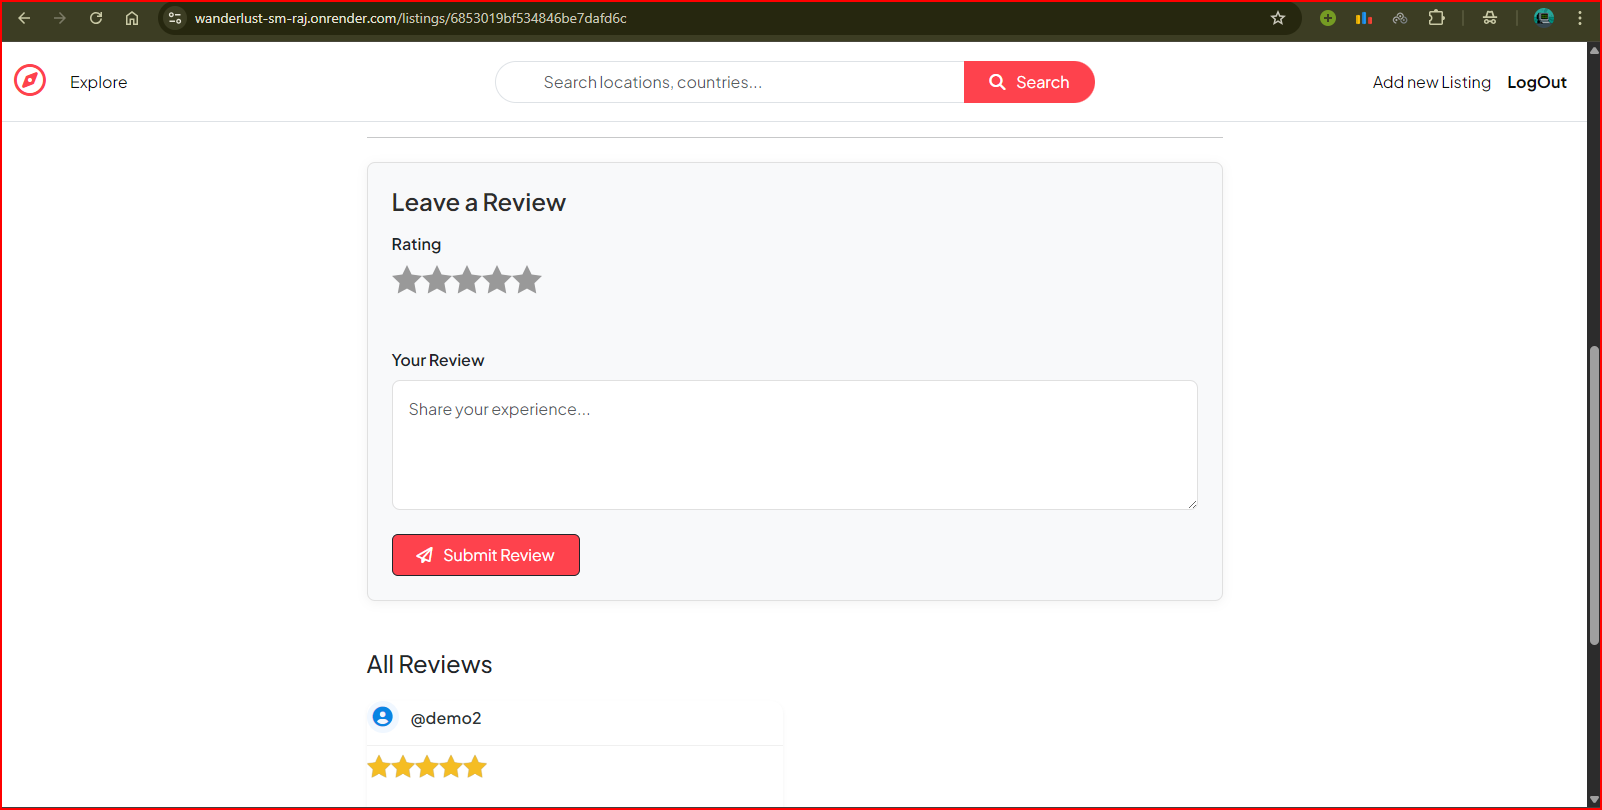 wanderlust-sm-raj.onrender.com/listings/6853019bf534846be7dafd6c
Explore
Search locations, countries...
Search
Add new Listing
LogOut
Leave a Review
Rating
Your Review
Share your experience...
Submit Review
All Reviews
@demo2